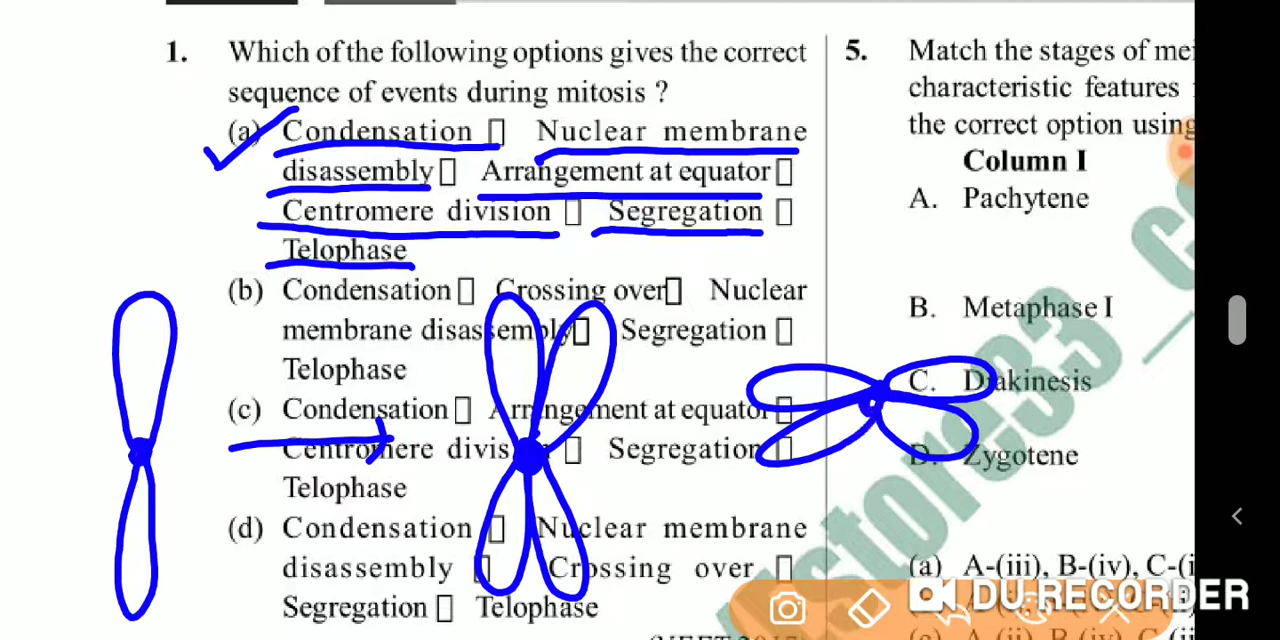 1. Which of the following options gives the correct
sequence of events during mitosis ?
(a) Condensation Nuclear membrane
disassembly Arrangement at equator
Centromere division Segregation
Telophase
(b) Condensation Crossing over Nuclear
membrane disassembly Segregation
Telophase
(c) Condensation Arrangement at equator
Centromere division Segregation
Telophase
(d) Condensation Nuclear membrane
disassembly Crossing over
Segregation Telophase
5. Match the stages of mei
characteristic features
the correct option using
Column I
A. Pachytene
B. Metaphase I
C. Diakinesis
D. Zygotene
(a) A-(iii), B-(iv), C-(i
DU RECORDER
store33_